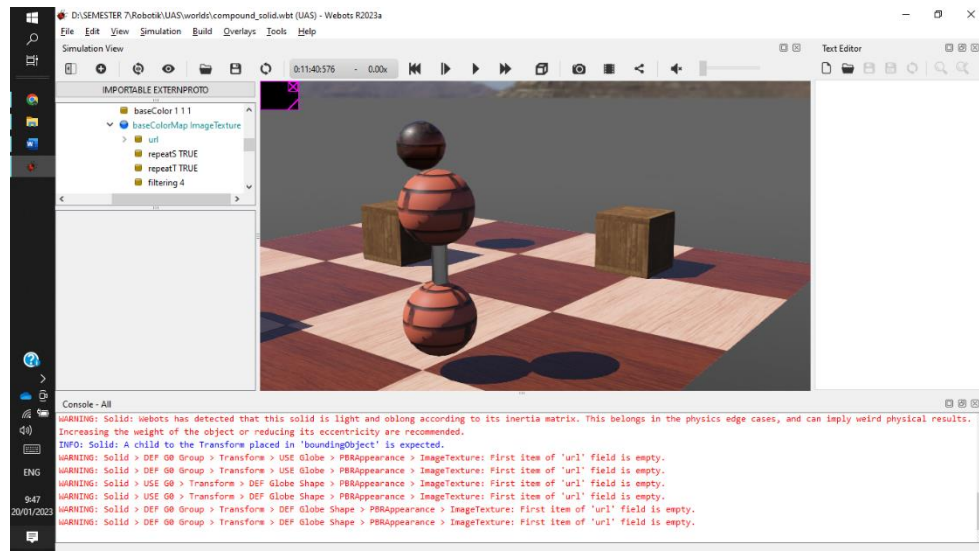 D:\SEMESTER 7\Robotik\UAS\worlds\compound_solid.wbt (UAS) - Webots R2023a
File Edit View Simulation Build Overlays Tools Help
Simulation View
Text Editor
0:11:40:576 - 0.00x
IMPORTABLE EXTERNPROTO
baseColor 1 1 1
baseColorMap ImageTexture
url
repeatS TRUE
repeatT TRUE
filtering 4
Console - All
WARNING: Solid: Webots has detected that this solid is light and oblong according to its inertia matrix. This belongs in the physics edge cases, and can imply weird physical results.
Increasing the weight of the object or reducing its eccentricity are recommended.
INFO: Solid: A child to the Transform placed in 'boundingObject' is expected.
WARNING: Solid > DEF G0 Group > Transform > USE Globe > PBRAppearance > ImageTexture: First item of 'url' field is empty.
WARNING: Solid > DEF G0 Group > Transform > USE Globe > PBRAppearance > ImageTexture: First item of 'url' field is empty.
WARNING: Solid > USE G0 > Transform > DEF Globe Shape > PBRAppearance > ImageTexture: First item of 'url' field is empty.
WARNING: Solid > USE G0 > Transform > DEF Globe Shape > PBRAppearance > ImageTexture: First item of 'url' field is empty.
WARNING: Solid > DEF G0 Group > Transform > DEF Globe Shape > PBRAppearance > ImageTexture: First item of 'url' field is empty.
WARNING: Solid > DEF G0 Group > Transform > DEF Globe Shape > PBRAppearance > ImageTexture: First item of 'url' field is empty.
ENG
9:47
20/01/2023